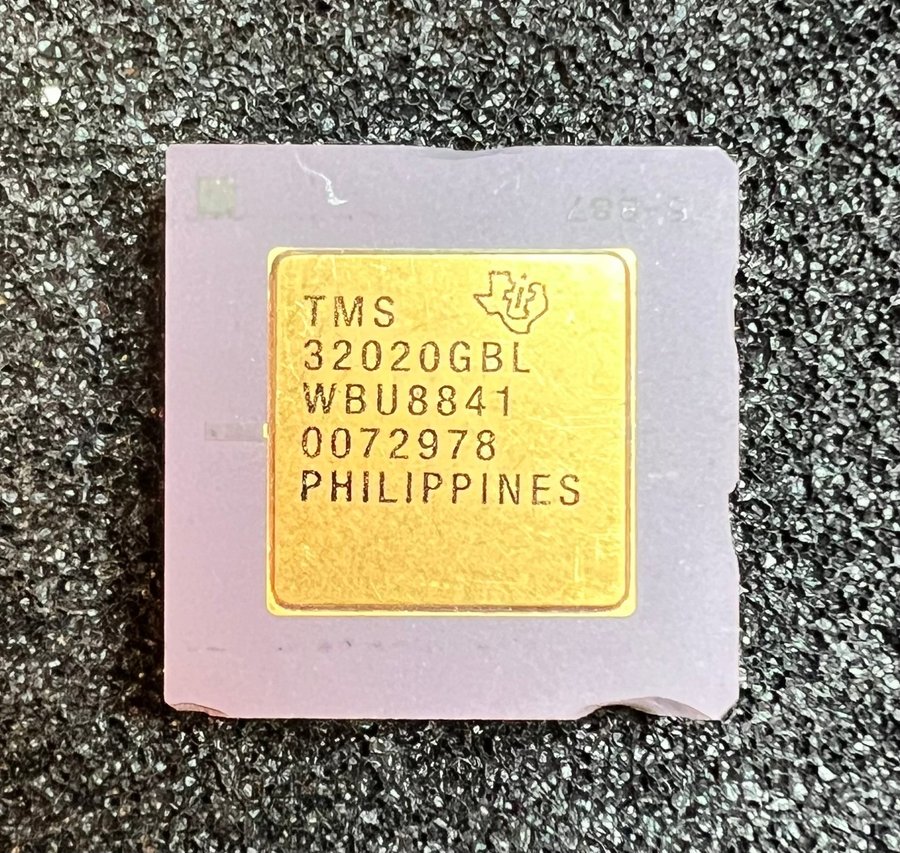 TMS
32020GBL
WBU8841
0072978
PHILIPPINES